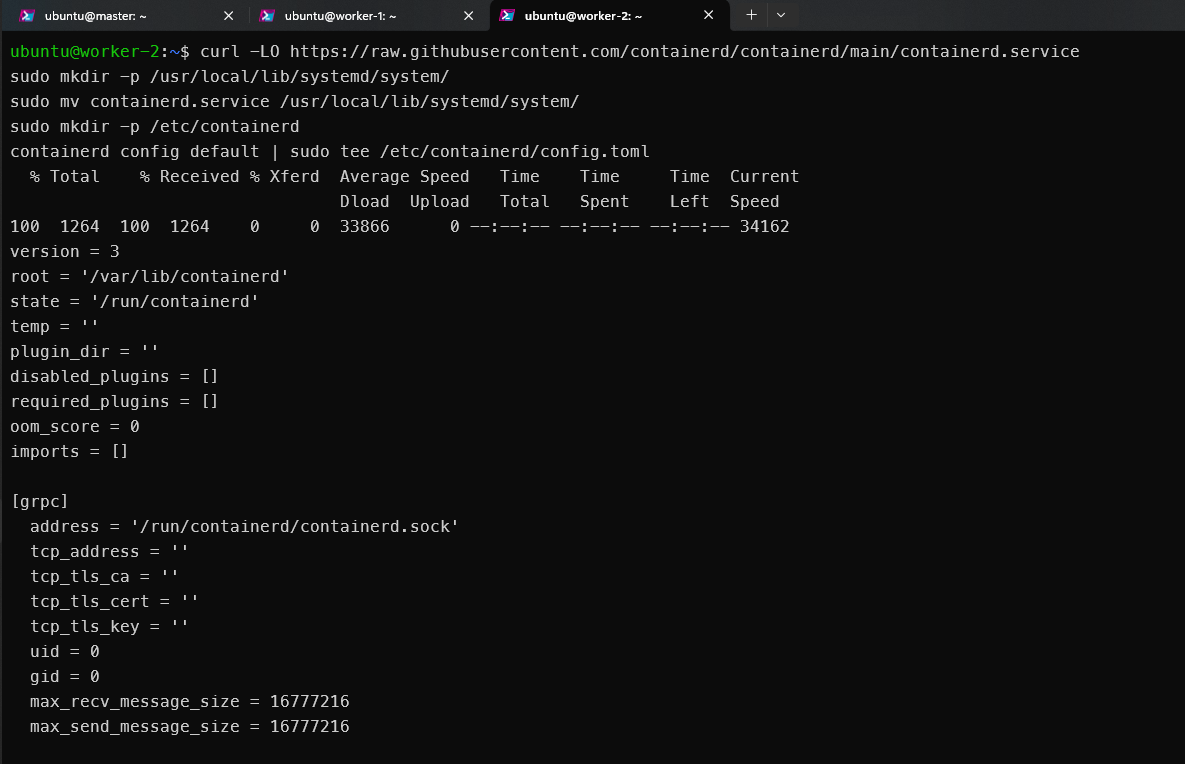 ubuntu@master: ~
ubuntu@worker-1: ~
ubuntu@worker-2: ~
ubuntu@worker-2:~$ curl -LO https://raw.githubusercontent.com/containerd/containerd/main/containerd.service
sudo mkdir -p /usr/local/lib/systemd/system/
sudo mv containerd.service /usr/local/lib/systemd/system/
sudo mkdir -p /etc/containerd
containerd config default | sudo tee /etc/containerd/config.toml
  % Total    % Received % Xferd  Average Speed   Time    Time     Time  Current
                                 Dload  Upload   Total   Spent    Left  Speed
100  1264  100  1264    0     0  33866      0 --:--:-- --:--:-- --:--:-- 34162
version = 3
root = '/var/lib/containerd'
state = '/run/containerd'
temp = ''
plugin_dir = ''
disabled_plugins = []
required_plugins = []
oom_score = 0
imports = []

[grpc]
  address = '/run/containerd/containerd.sock'
  tcp_address = ''
  tcp_tls_ca = ''
  tcp_tls_cert = ''
  tcp_tls_key = ''
  uid = 0
  gid = 0
  max_recv_message_size = 16777216
  max_send_message_size = 16777216